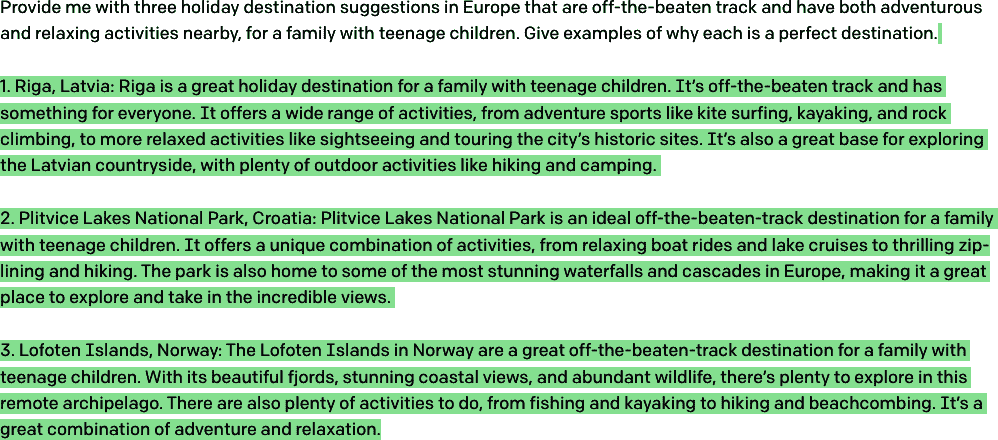 Provide me with three holiday destination suggestions in Europe that are off-the-beaten track and have both adventurous
and relaxing activities nearby, for a family with teenage children. Give examples of why each is a perfect destination.
1. Riga, Latvia: Riga is a great holiday destination for a family with teenage children. It’s off-the-beaten track and has
something for everyone. It offers a wide range of activities, from adventure sports like kite surfing, kayaking, and rock
climbing, to more relaxed activities like sightseeing and touring the city’s historic sites. It’s also a great base for exploring
the Latvian countryside, with plenty of outdoor activities like hiking and camping.
2. Plitvice Lakes National Park, Croatia: Plitvice Lakes National Park is an ideal off-the-beaten-track destination for a family
with teenage children. It offers a unique combination of activities, from relaxing boat rides and lake cruises to thrilling zip-
lining and hiking. The park is also home to some of the most stunning waterfalls and cascades in Europe, making it a great
place to explore and take in the incredible views.
3. Lofoten Islands, Norway: The Lofoten Islands in Norway are a great off-the-beaten-track destination for a family with
teenage children. With its beautiful fjords, stunning coastal views, and abundant wildlife, there’s plenty to explore in this
remote archipelago. There are also plenty of activities to do, from fishing and kayaking to hiking and beachcombing. It’s a
great combination of adventure and relaxation.